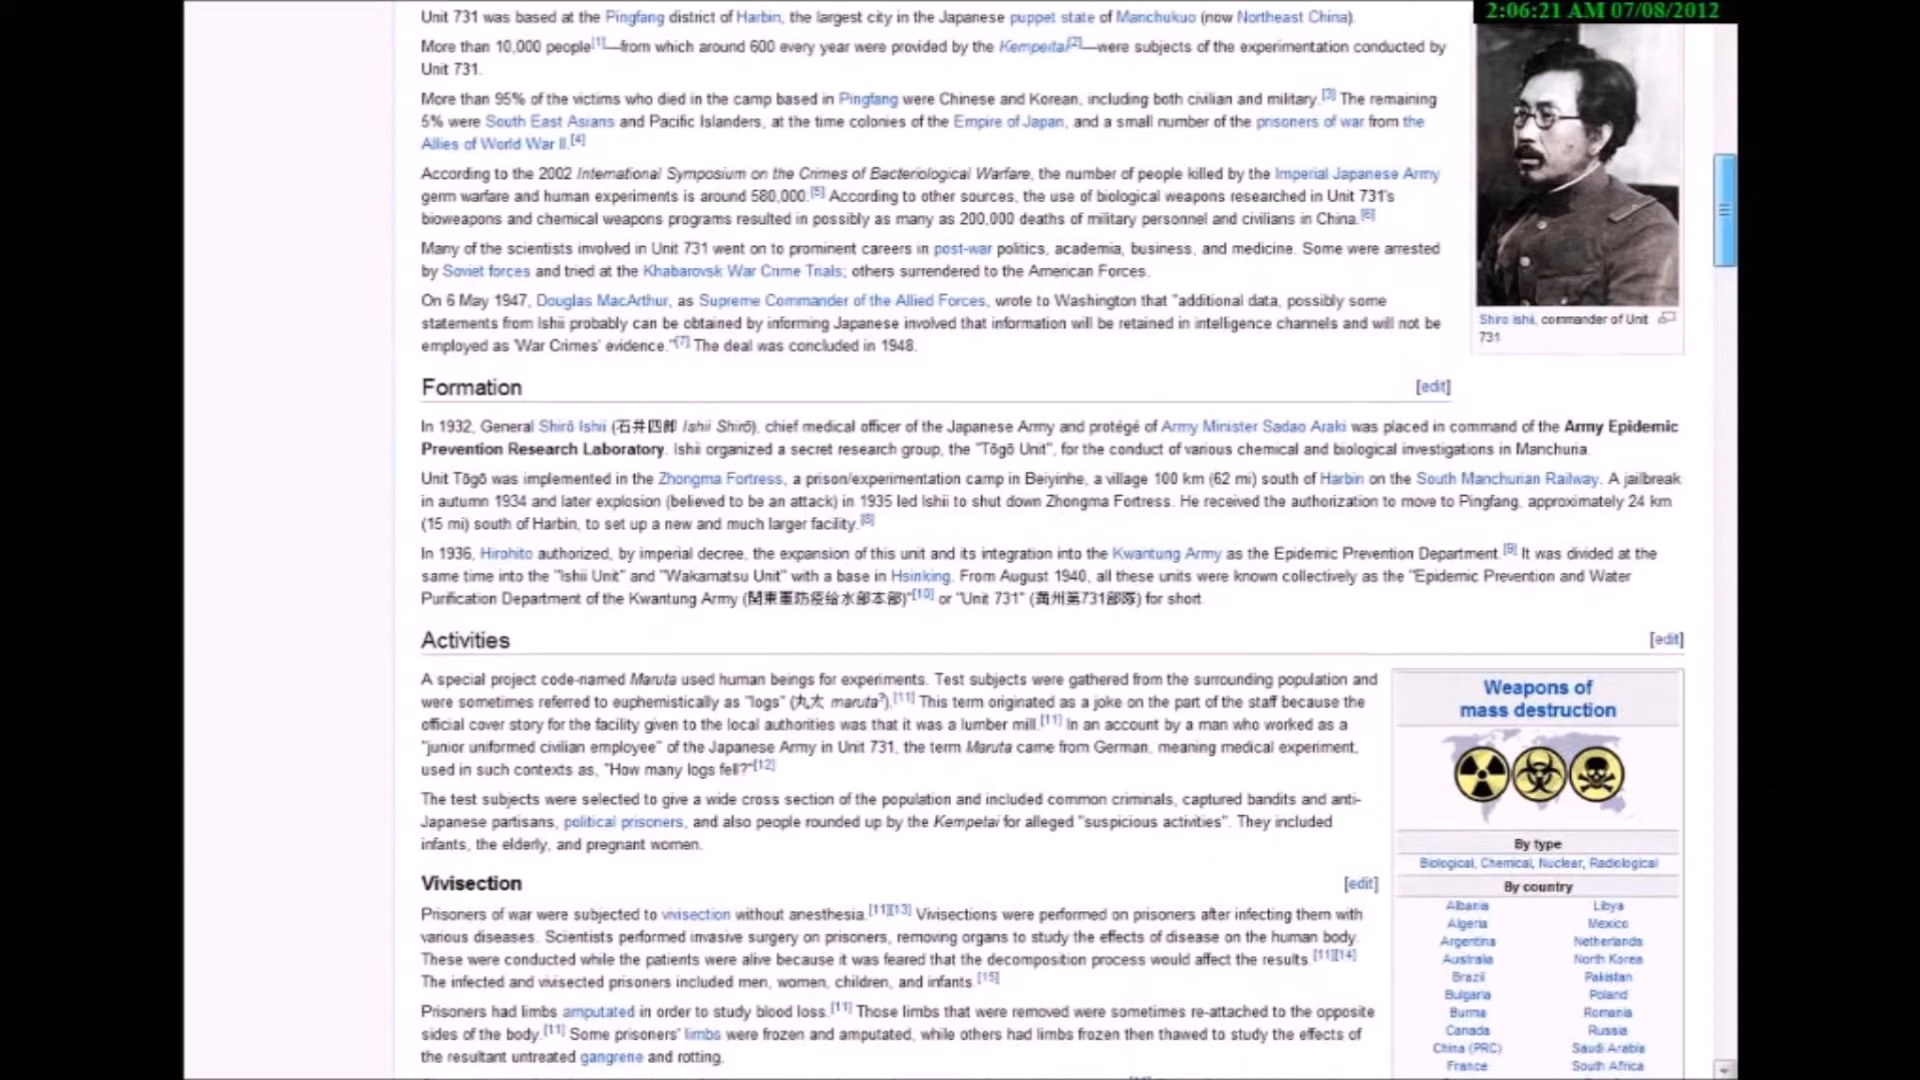 2:06:21 AM 07/08/2012
Unit 731 was based at the Pingfang district of Harbin, the largest city in the Japanese puppet state of Manchukuo (now Northeast China).
More than 10,000 people[1]—from which around 600 every year were provided by the Kempeitai[2]—were subjects of the experimentation conducted by
Unit 731.
More than 95% of the victims who died in the camp based in Pingfang were Chinese and Korean, including both civilian and military.[3] The remaining
5% were South East Asians and Pacific Islanders, at the time colonies of the Empire of Japan, and a small number of the prisoners of war from the
Allies of World War II.[4]
According to the 2002 International Symposium on the Crimes of Bacteriological Warfare, the number of people killed by the Imperial Japanese Army
germ warfare and human experiments is around 580,000.[5] According to other sources, the use of biological weapons researched in Unit 731's
bioweapons and chemical weapons programs resulted in possibly as many as 200,000 deaths of military personnel and civilians in China.[6]
Many of the scientists involved in Unit 731 went on to prominent careers in post-war politics, academia, business, and medicine. Some were arrested
by Soviet forces and tried at the Khabarovsk War Crime Trials; others surrendered to the American Forces.
On 6 May 1947, Douglas MacArthur, as Supreme Commander of the Allied Forces, wrote to Washington that "additional data, possibly some
statements from Ishii probably can be obtained by informing Japanese involved that information will be retained in intelligence channels and will not be
employed as 'War Crimes' evidence."[7] The deal was concluded in 1948.
Shiro Ishii, commander of Unit
731
Formation [edit]
In 1932, General Shirō Ishii (石井四郎 Ishii Shirō), chief medical officer of the Japanese Army and protégé of Army Minister Sadao Araki was placed in command of the Army Epidemic
Prevention Research Laboratory. Ishii organized a secret research group, the "Tōgō Unit", for the conduct of various chemical and biological investigations in Manchuria.
Unit Tōgō was implemented in the Zhongma Fortress, a prison/experimentation camp in Beiyinhe, a village 100 km (62 mi) south of Harbin on the South Manchurian Railway. A jailbreak
in autumn 1934 and later explosion (believed to be an attack) in 1935 led Ishii to shut down Zhongma Fortress. He received the authorization to move to Pingfang, approximately 24 km
(15 mi) south of Harbin, to set up a new and much larger facility.[8]
In 1936, Hirohito authorized, by imperial decree, the expansion of this unit and its integration into the Kwantung Army as the Epidemic Prevention Department.[9] It was divided at the
same time into the "Ishii Unit" and "Wakamatsu Unit" with a base in Hsinking. From August 1940, all these units were known collectively as the "Epidemic Prevention and Water
Purification Department of the Kwantung Army (関東軍防疫給水部本部)"[10] or "Unit 731" (満州第731部隊) for short.
Activities [edit]
A special project code-named Maruta used human beings for experiments. Test subjects were gathered from the surrounding population and
were sometimes referred to euphemistically as "logs" (丸太 maruta?).[11] This term originated as a joke on the part of the staff because the
official cover story for the facility given to the local authorities was that it was a lumber mill.[11] In an account by a man who worked as a
"junior uniformed civilian employee" of the Japanese Army in Unit 731, the term Maruta came from German, meaning medical experiment,
used in such contexts as, "How many logs fell?"[12]
The test subjects were selected to give a wide cross section of the population and included common criminals, captured bandits and anti-
Japanese partisans, political prisoners, and also people rounded up by the Kempetai for alleged "suspicious activities". They included
infants, the elderly, and pregnant women.
Vivisection [edit]
Prisoners of war were subjected to vivisection without anesthesia.[11][13] Vivisections were performed on prisoners after infecting them with
various diseases. Scientists performed invasive surgery on prisoners, removing organs to study the effects of disease on the human body.
These were conducted while the patients were alive because it was feared that the decomposition process would affect the results.[11][14]
The infected and vivisected prisoners included men, women, children, and infants.[15]
Prisoners had limbs amputated in order to study blood loss.[11] Those limbs that were removed were sometimes re-attached to the opposite
sides of the body.[11] Some prisoners' limbs were frozen and amputated, while others had limbs frozen then thawed to study the effects of
the resultant untreated gangrene and rotting.
Weapons of
mass destruction
By type
Biological, Chemical, Nuclear, Radiological
By country
Albania Libya
Algeria Mexico
Argentina Netherlands
Australia North Korea
Brazil Pakistan
Bulgaria Poland
Burma Romania
Canada Russia
China (PRC) Saudi Arabia
France South Africa